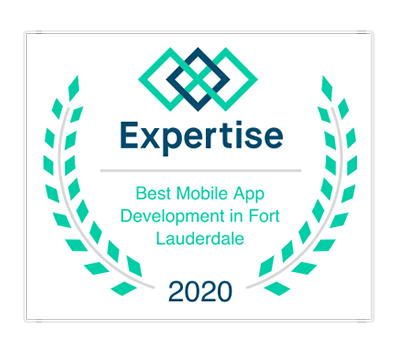 Expertise
Best Mobile App
Development in Fort
Lauderdale
2020